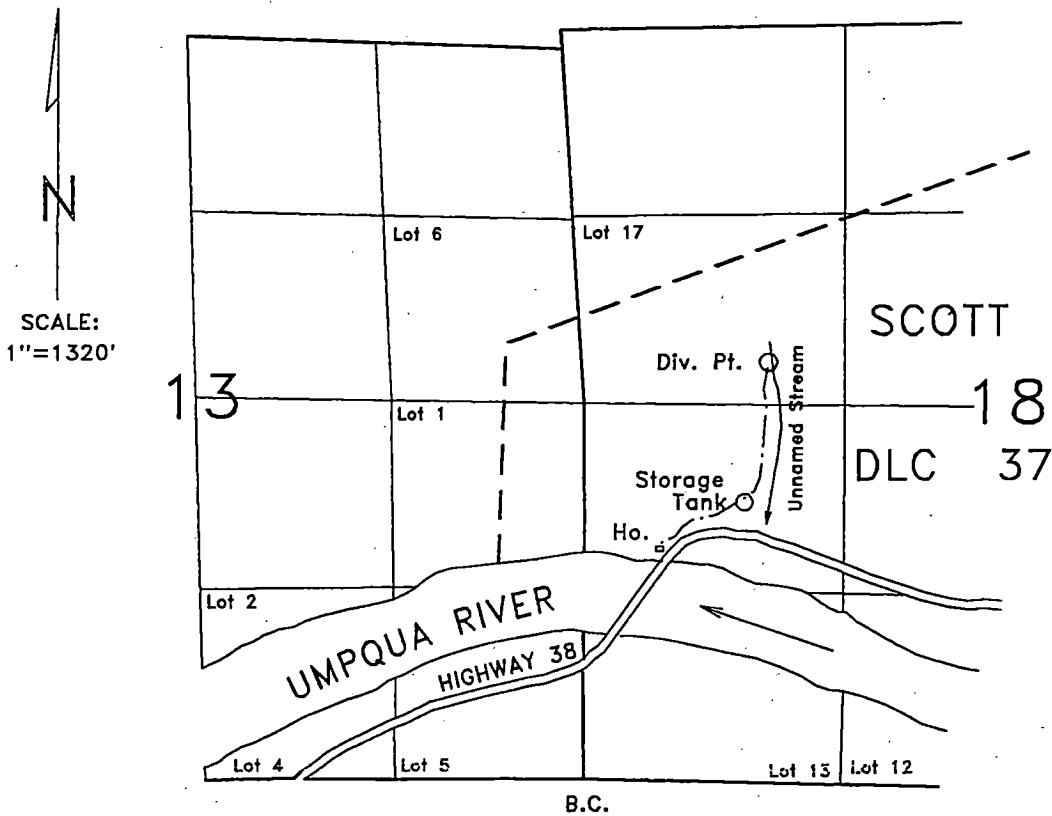 N
SCALE:
1"=1320'
Lot 6
Lot 17
SCOTT
Div. Pt.
13
Lot 1
18
Unnamed Stream
DLC 37
Storage
Tank
Ho.
Lot 2
UMPQUA RIVER
HIGHWAY 38
Lot 4
Lot 5
Lot 13
Lot 12
B.C.